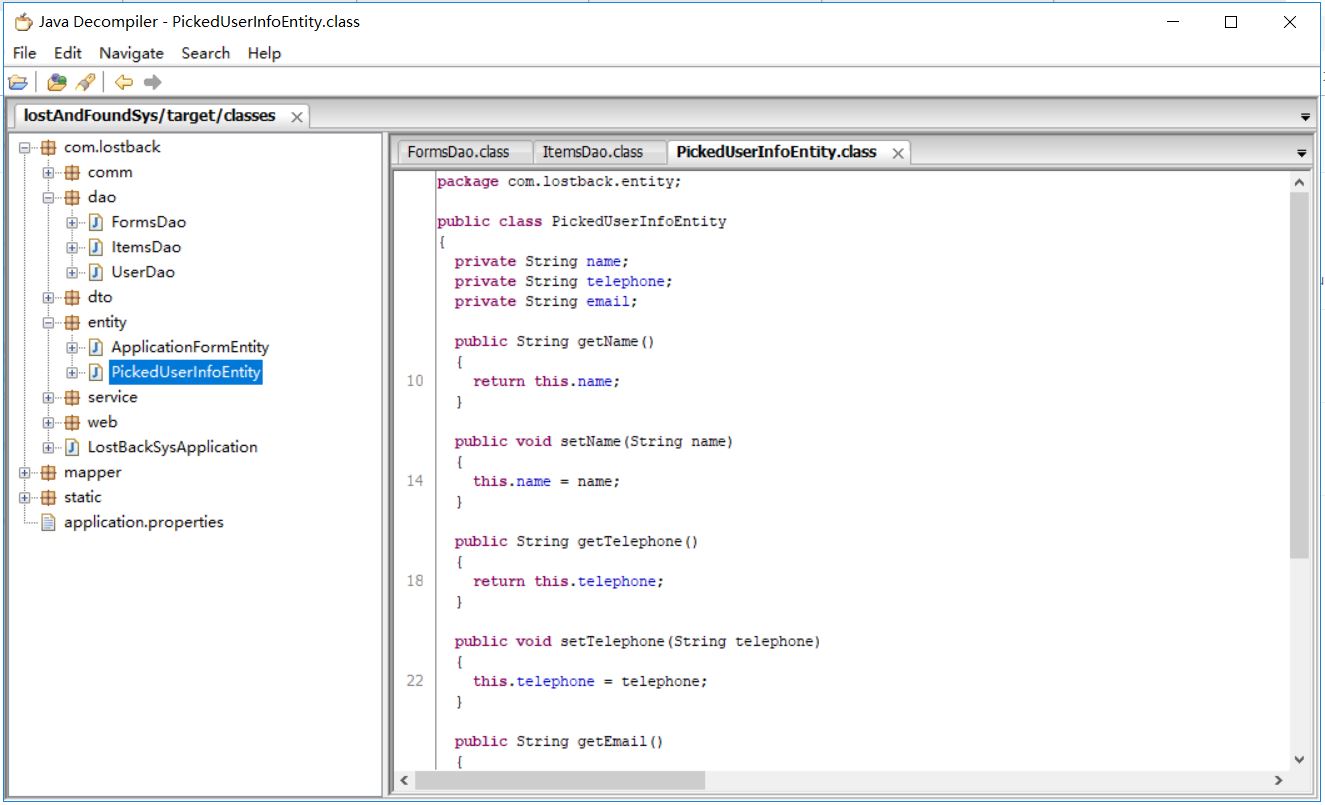 Java Decompiler - PickedUserInfoEntity.class
File Edit Navigate Search Help
lostAndFoundSys/target/classes
com.lostback
comm
dao
FormsDao
ItemsDao
UserDao
dto
entity
ApplicationFormEntity
PickedUserInfoEntity
service
web
LostBackSysApplication
mapper
static
application.properties
FormsDao.class ItemsDao.class PickedUserInfoEntity.class
package com.lostback.entity;
public class PickedUserInfoEntity
{
private String name;
private String telephone;
private String email;
public String getName()
{
10 return this.name;
}
public void setName(String name)
{
14 this.name = name;
}
public String getTelephone()
{
18 return this.telephone;
}
public void setTelephone(String telephone)
{
22 this.telephone = telephone;
}
public String getEmail()
{